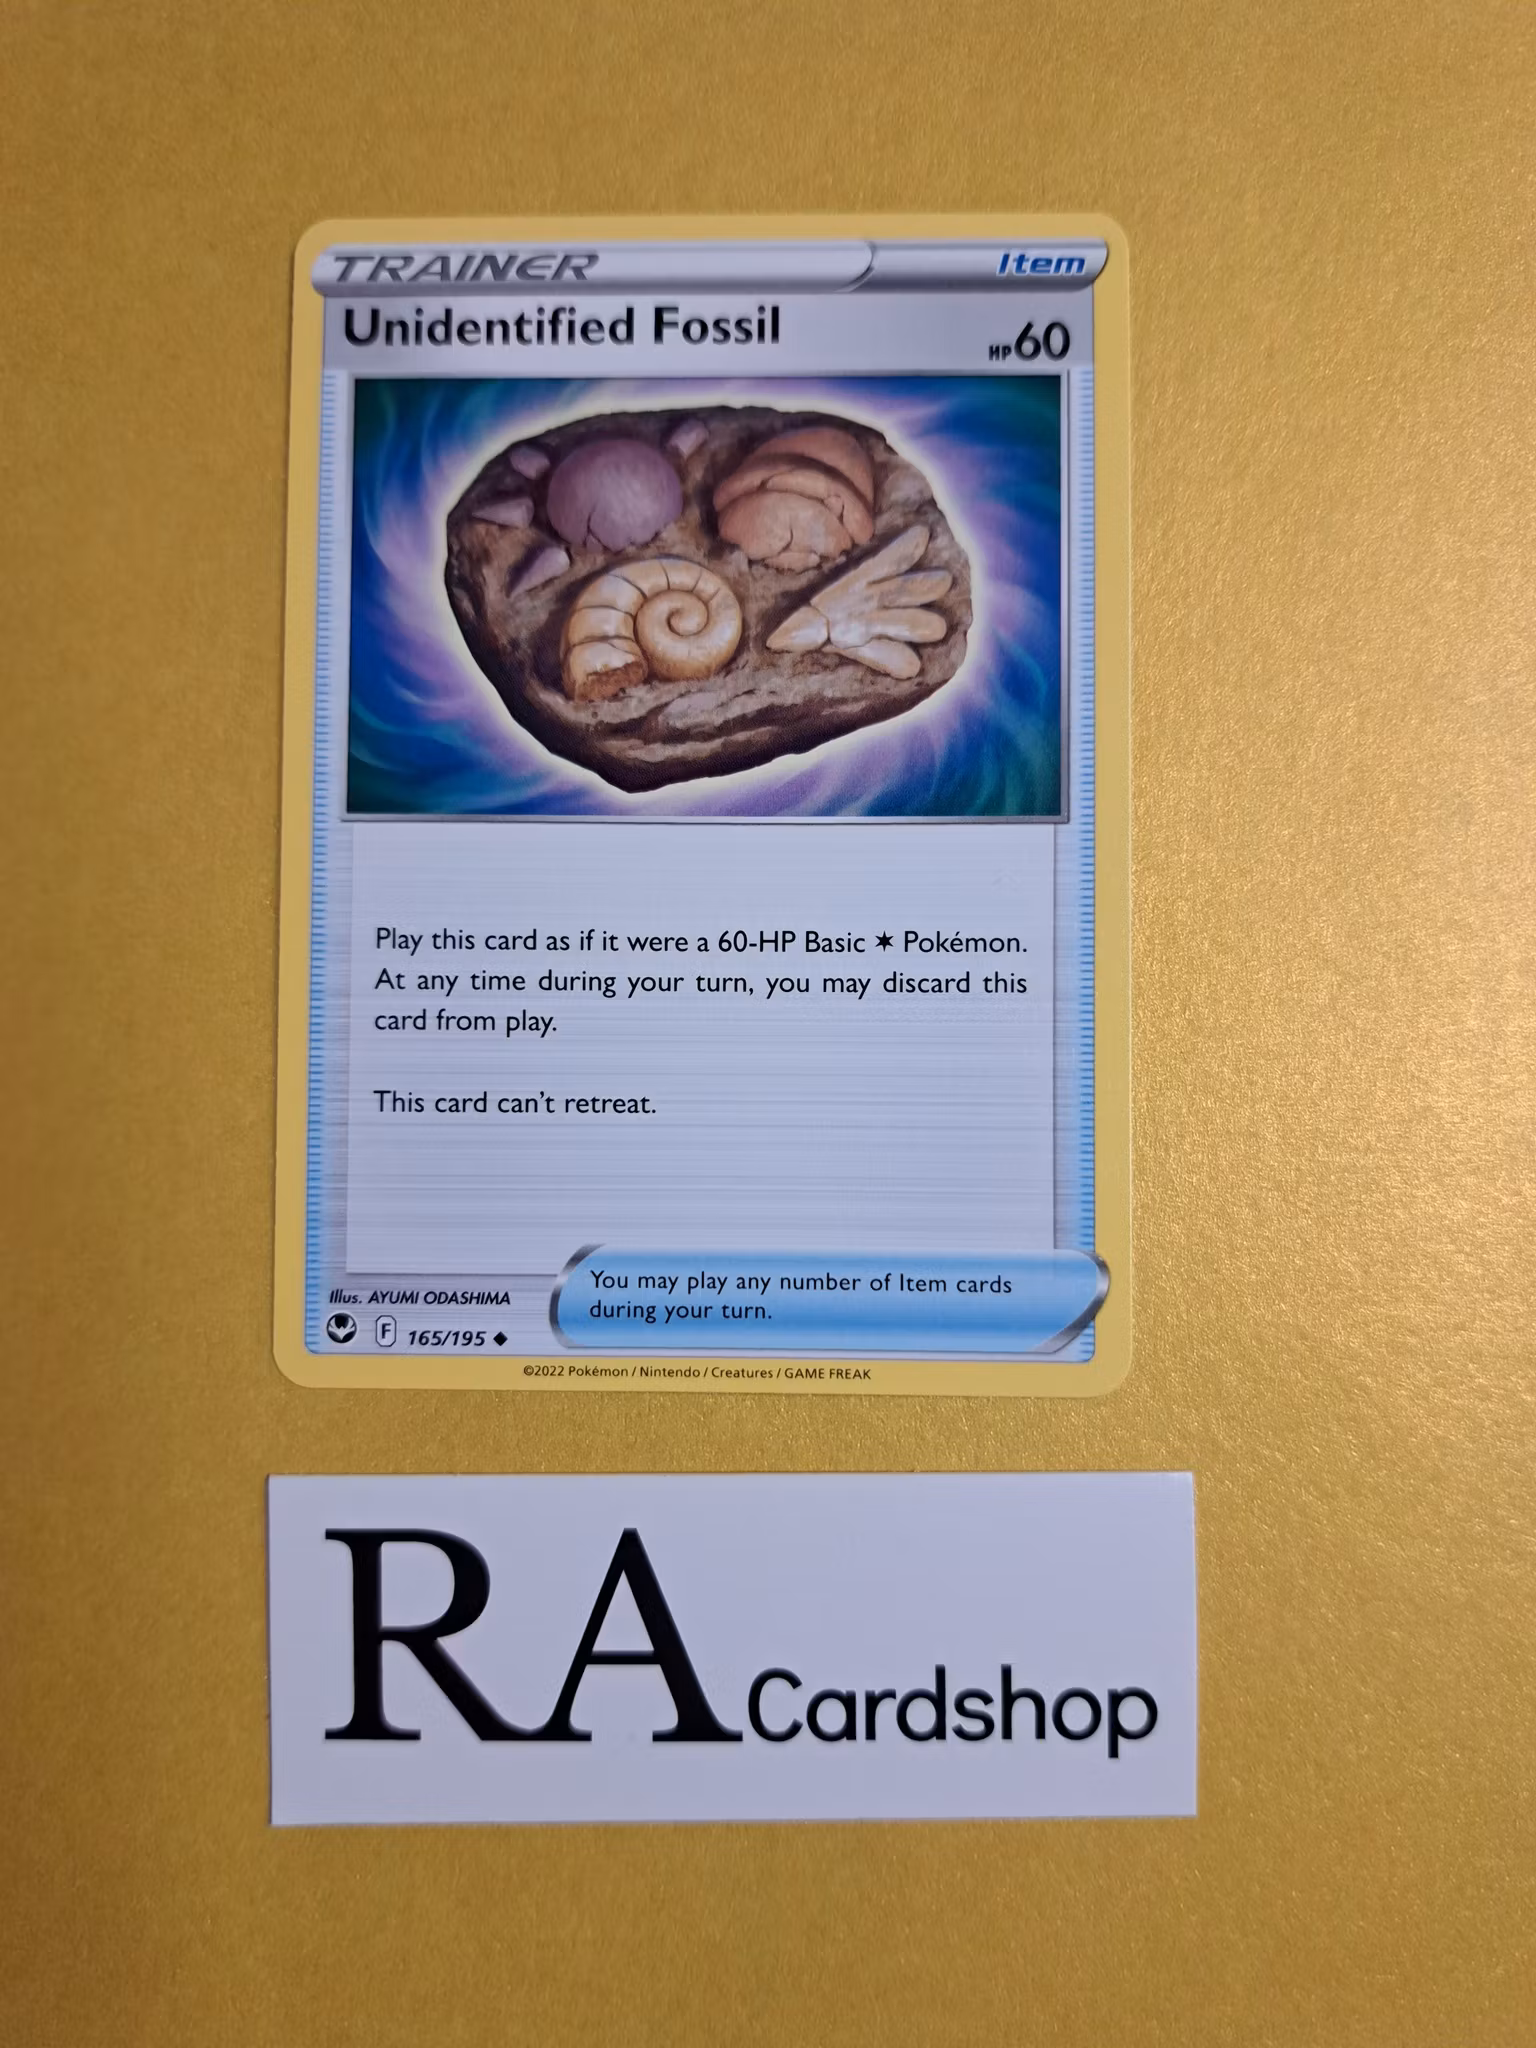 TRAINER
Item
Unidentified Fossil
HP60
Play this card as if it were a 60-HP Basic ✶ Pokémon.
At any time during your turn, you may discard this
card from play.
This card can't retreat.
You may play any number of Item cards
during your turn.
Illus. AYUMI ODASHIMA
F 165/195 ◆
©2022 Pokémon / Nintendo / Creatures / GAME FREAK
RA Cardshop